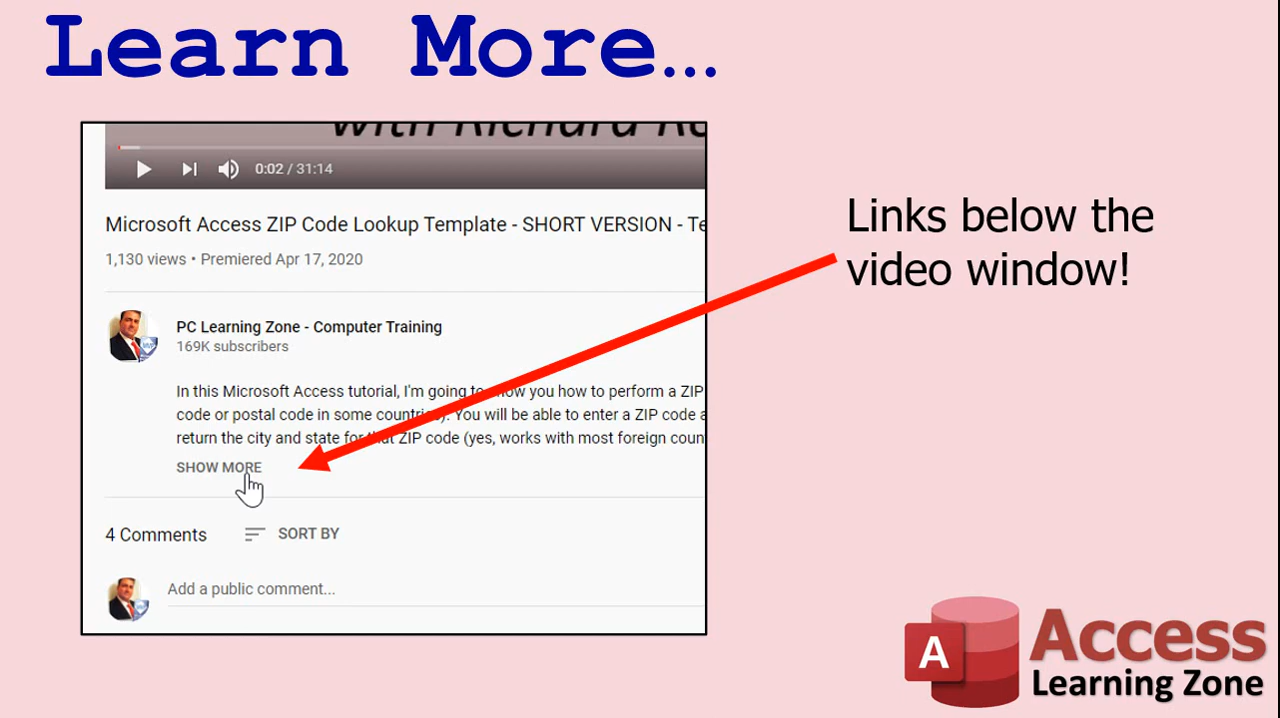 Learn More...
with Richard Ro
0:02 / 31:14
Microsoft Access ZIP Code Lookup Template - SHORT VERSION - Te
1,130 views • Premiered Apr 17, 2020
PC Learning Zone - Computer Training
169K subscribers
In this Microsoft Access tutorial, I'm going to show you how to perform a ZIP
code or postal code in some countries). You will be able to enter a ZIP code a
return the city and state for that ZIP code (yes, works with most foreign coun
SHOW MORE
4 Comments SORT BY
Add a public comment...
Links below the
video window!
A
Access
Learning Zone